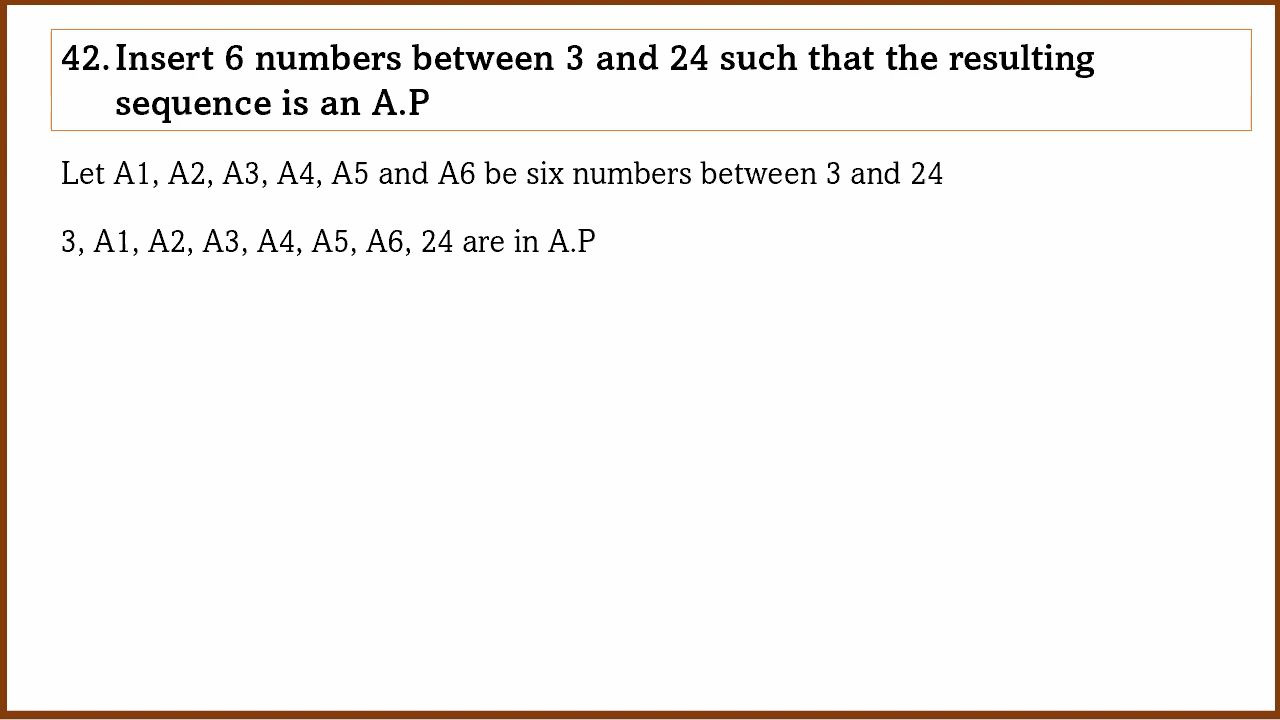 42. Insert 6 numbers between 3 and 24 such that the resulting
sequence is an A.P
Let A1, A2, A3, A4, A5 and A6 be six numbers between 3 and 24
3, A1, A2, A3, A4, A5, A6, 24 are in A.P